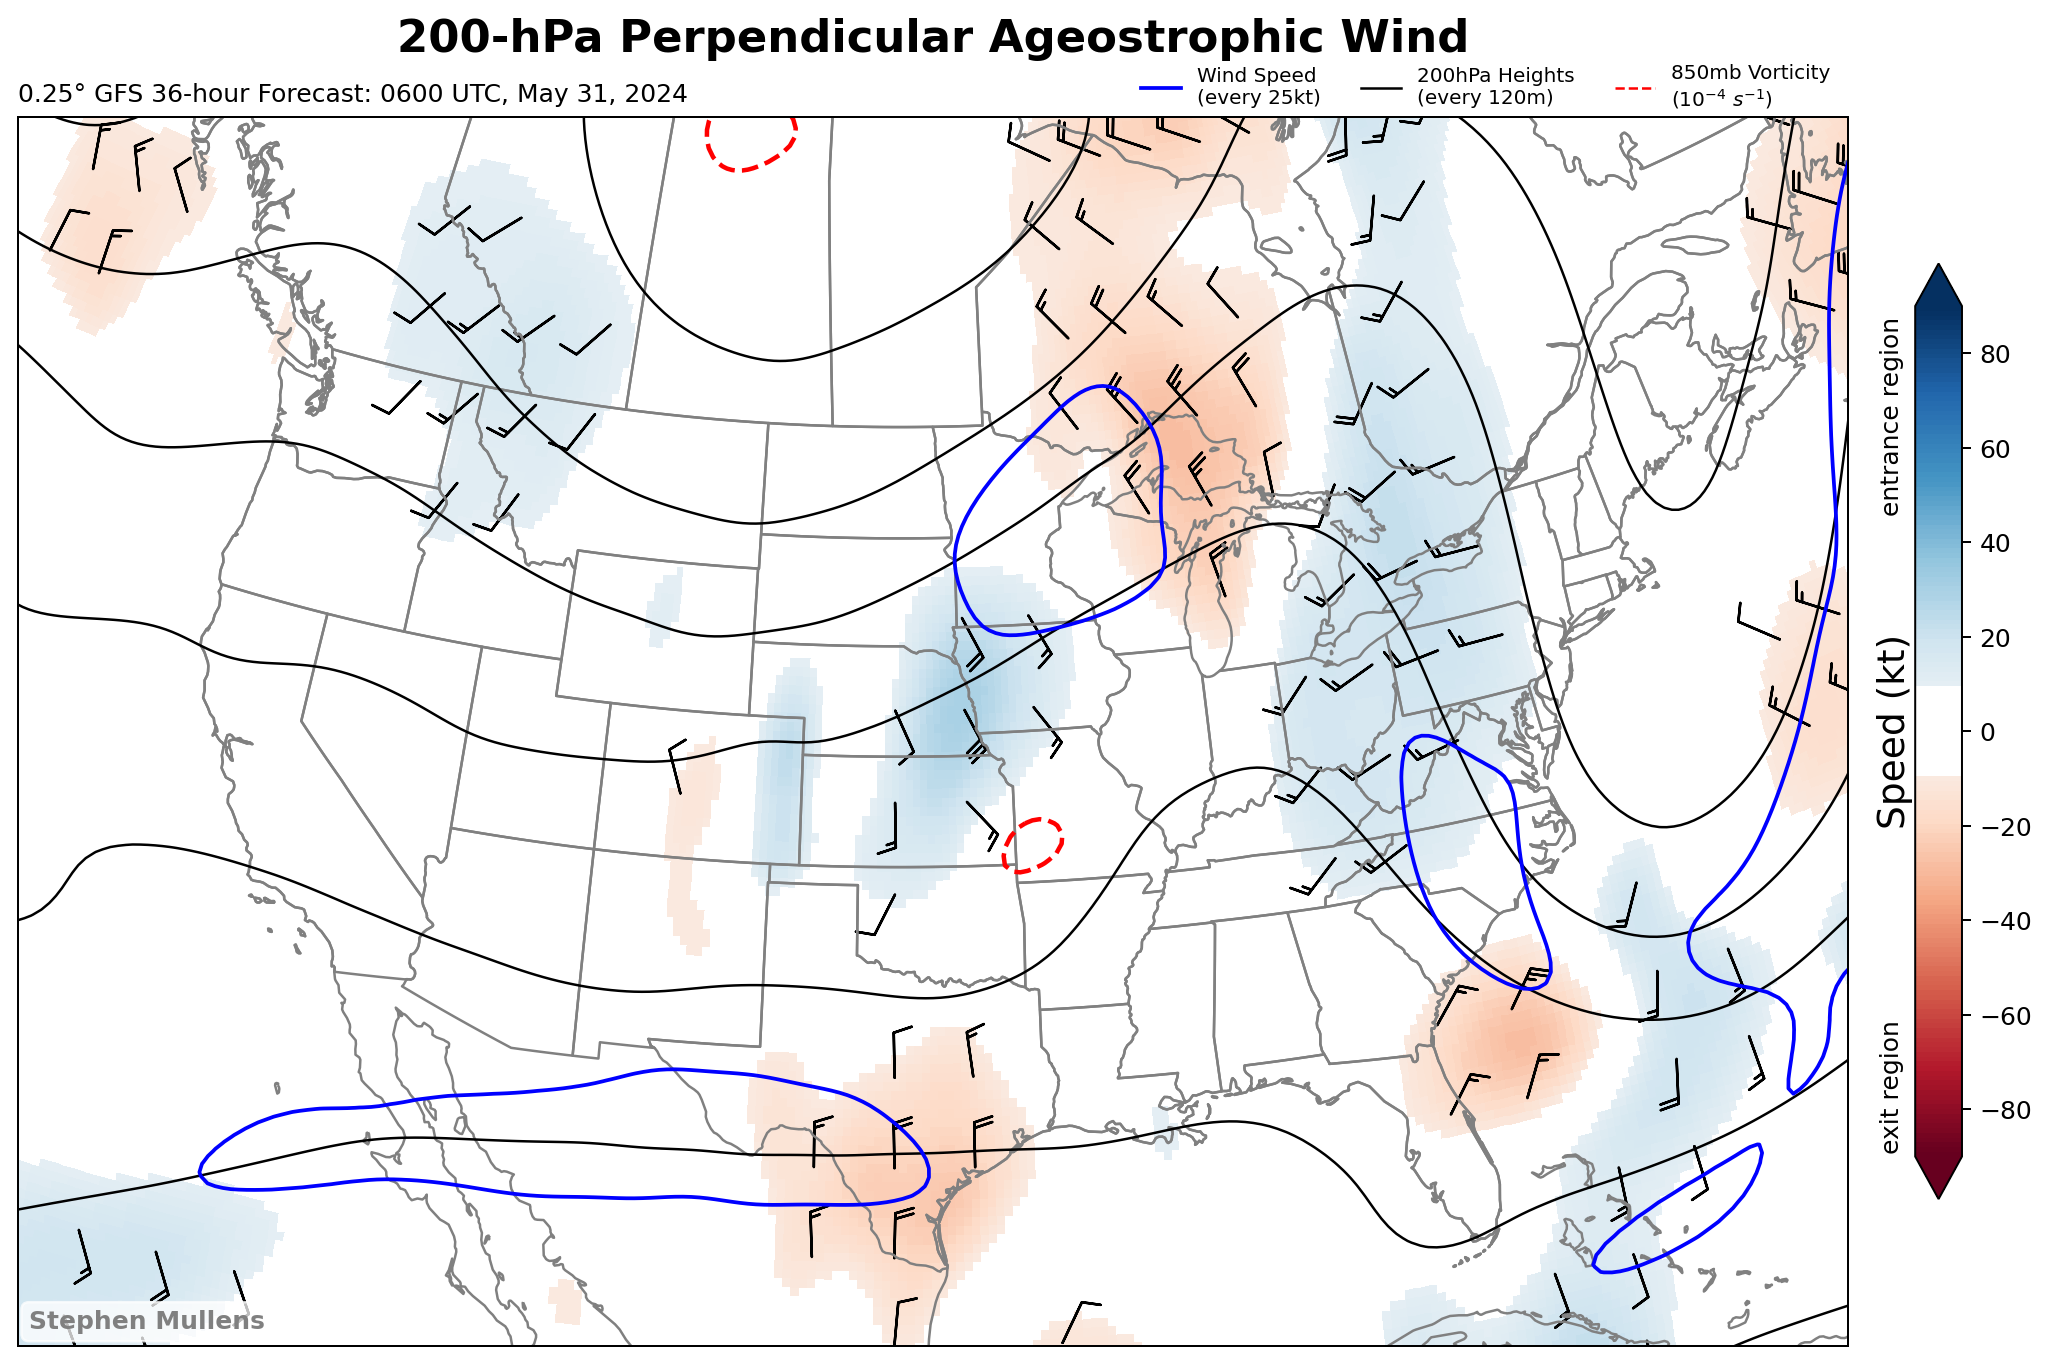 200-hPa Perpendicular Ageostrophic Wind
0.25° GFS 36-hour Forecast: 0600 UTC, May 31, 2024
Wind Speed
(every 25kt)
200hPa Heights
(every 120m)
850mb Vorticity
(10⁻⁴ s⁻¹)
entrance region
Speed (kt)
exit region
80
60
40
20
0
−20
−40
−60
−80
Stephen Mullens